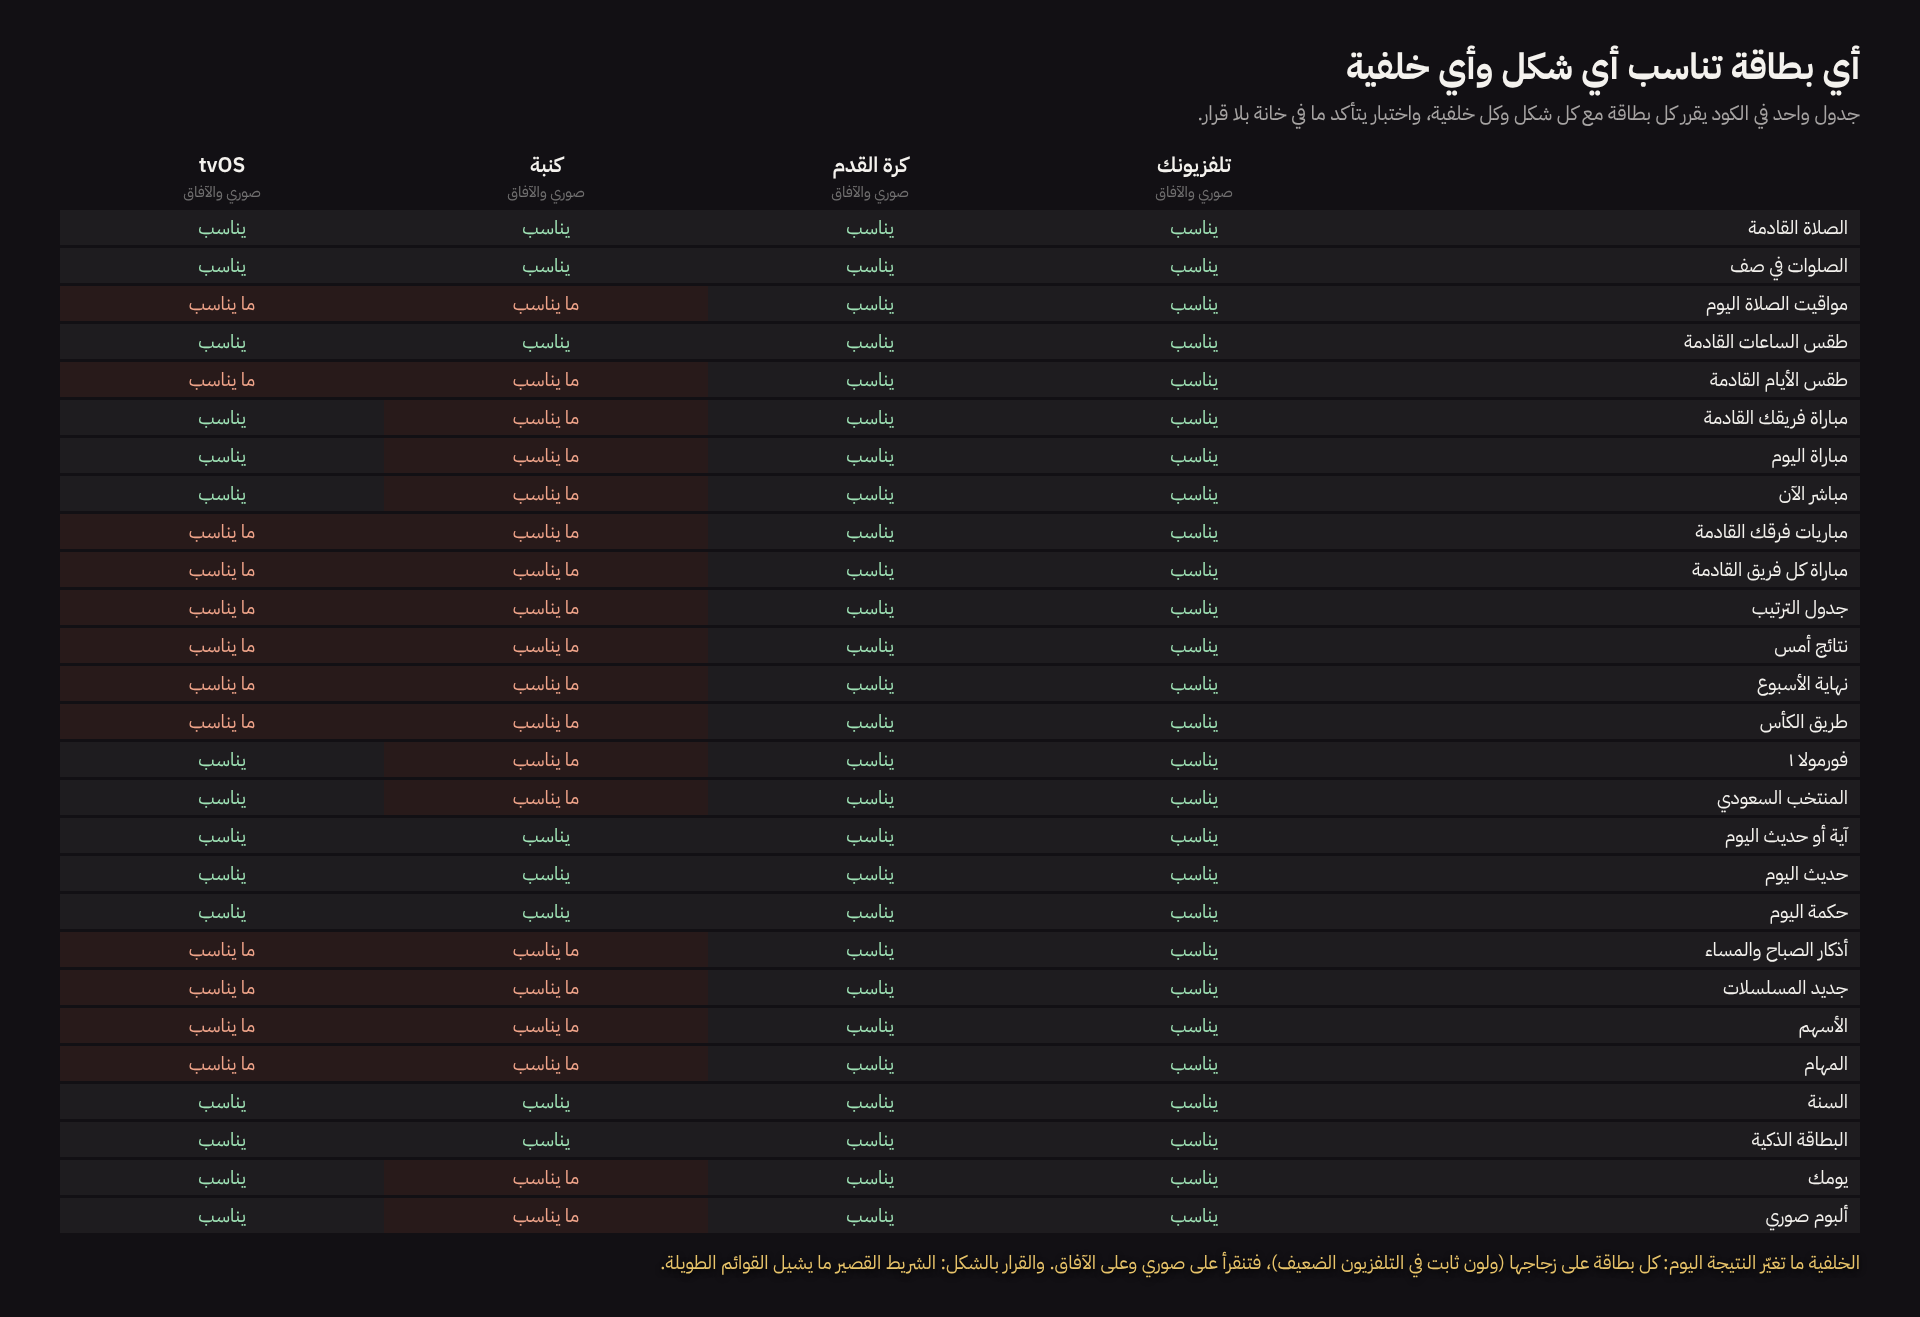 أي بطاقة تناسب أي شكل وأي خلفية
جدول واحد في الكود يقرر كل بطاقة مع كل شكل وكل خلفية، واختبار يتأكد ما في خانة بلا قرار.
تلفزيونك كرة القدم كنبة tvOS
صوري والآفاق صوري والآفاق صوري والآفاق صوري والآفاق
الصلاة القادمة يناسب يناسب يناسب يناسب
الصلوات في صف يناسب يناسب يناسب يناسب
مواقيت الصلاة اليوم يناسب يناسب ما يناسب ما يناسب
طقس الساعات القادمة يناسب يناسب يناسب يناسب
طقس الأيام القادمة يناسب يناسب ما يناسب ما يناسب
مباراة فريقك القادمة يناسب يناسب ما يناسب يناسب
مباراة اليوم يناسب يناسب ما يناسب يناسب
مباشر الآن يناسب يناسب ما يناسب يناسب
مباريات فرقك القادمة يناسب يناسب ما يناسب ما يناسب
مباراة كل فريق القادمة يناسب يناسب ما يناسب ما يناسب
جدول الترتيب يناسب يناسب ما يناسب ما يناسب
نتائج أمس يناسب يناسب ما يناسب ما يناسب
نهاية الأسبوع يناسب يناسب ما يناسب ما يناسب
طريق الكأس يناسب يناسب ما يناسب ما يناسب
فورمولا ١ يناسب يناسب ما يناسب يناسب
المنتخب السعودي يناسب يناسب ما يناسب يناسب
آية أو حديث اليوم يناسب يناسب يناسب يناسب
حديث اليوم يناسب يناسب يناسب يناسب
حكمة اليوم يناسب يناسب يناسب يناسب
أذكار الصباح والمساء يناسب يناسب ما يناسب ما يناسب
جديد المسلسلات يناسب يناسب ما يناسب ما يناسب
الأسهم يناسب يناسب ما يناسب ما يناسب
المهام يناسب يناسب ما يناسب ما يناسب
السنة يناسب يناسب يناسب يناسب
البطاقة الذكية يناسب يناسب يناسب يناسب
يومك يناسب يناسب ما يناسب يناسب
ألبوم صوري يناسب يناسب ما يناسب يناسب
الخلفية ما تغيّر النتيجة اليوم: كل بطاقة على زجاجها (ولون ثابت في التلفزيون الضعيف)، فتنقرأ على صوري وعلى الآفاق. والقرار بالشكل: الشريط القصير ما يشيل القوائم الطويلة.